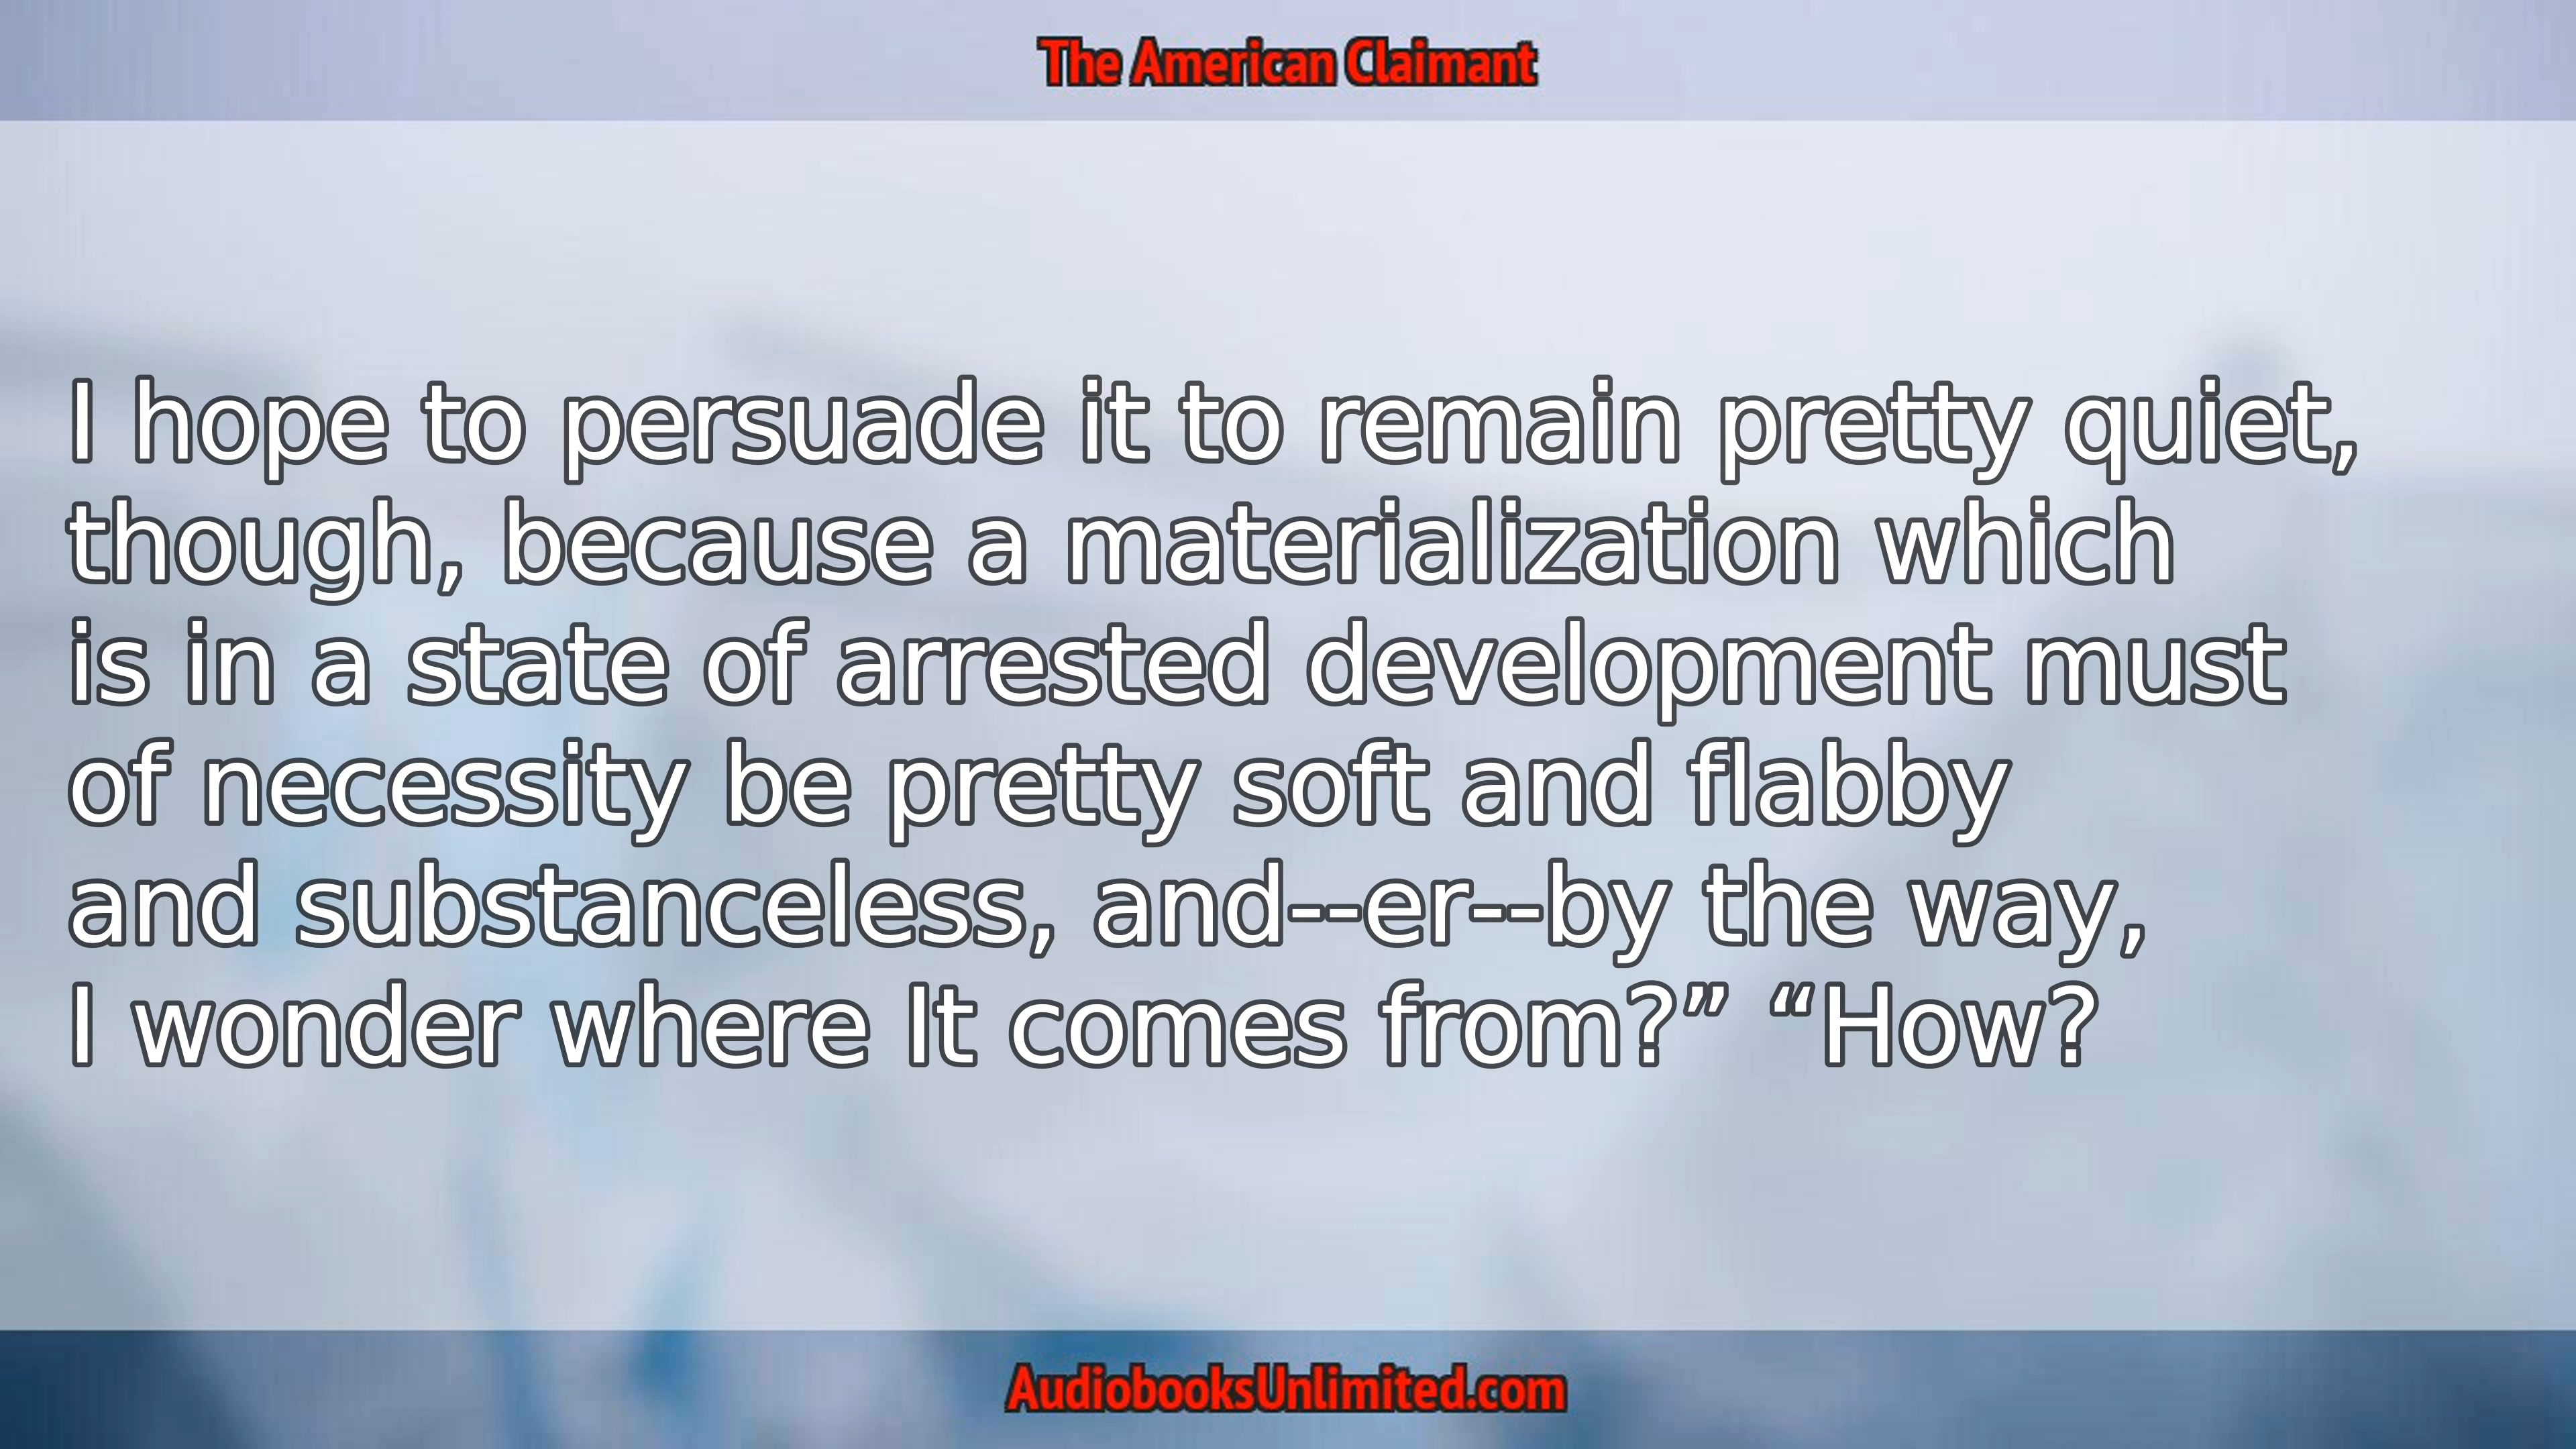 The American Claimant
I hope to persuade it to remain pretty quiet,
though, because a materialization which
is in a state of arrested development must
of necessity be pretty soft and flabby
and substanceless, and--er--by the way,
I wonder where It comes from?” “How?
AudiobooksUnlimited.com